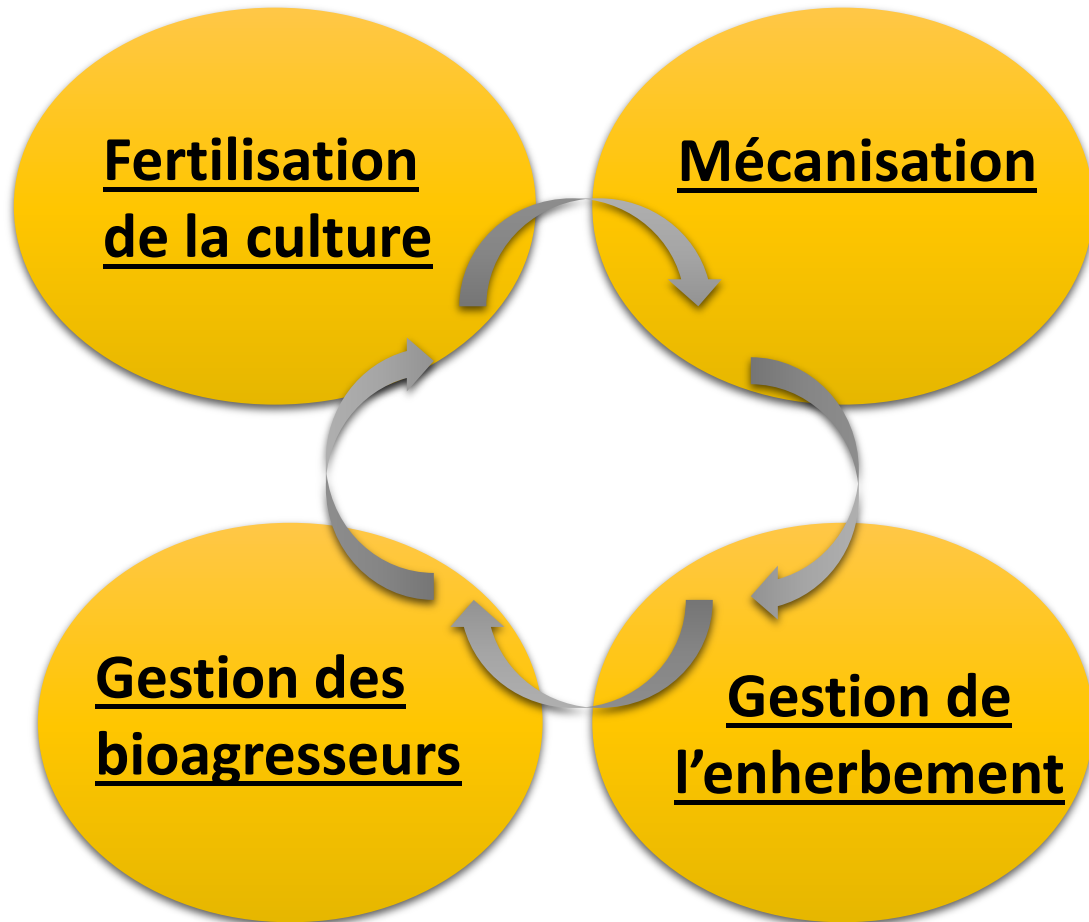 Fertilisation
de la culture
Mécanisation
Gestion des
bioagresseurs
Gestion de
l’enherbement